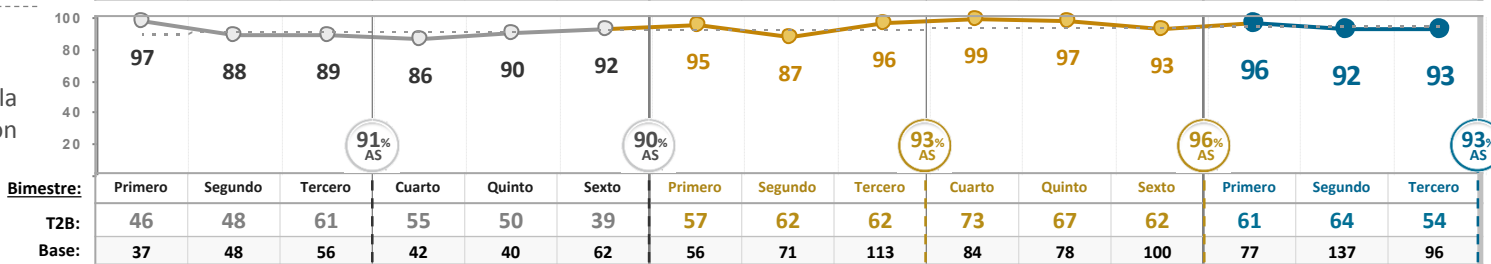 100
80
60
40
20
la
on
97 88 89 86 90 92 95 87 96 99 97 93 96 92 93
91% AS 90% AS 93% AS 96% AS 93% AS
Bimestre: Primero Segundo Tercero Cuarto Quinto Sexto Primero Segundo Tercero Cuarto Quinto Sexto Primero Segundo Tercero
T2B: 46 48 61 55 50 39 57 62 62 73 67 62 61 64 54
Base: 37 48 56 42 40 62 56 71 113 84 78 100 77 137 96